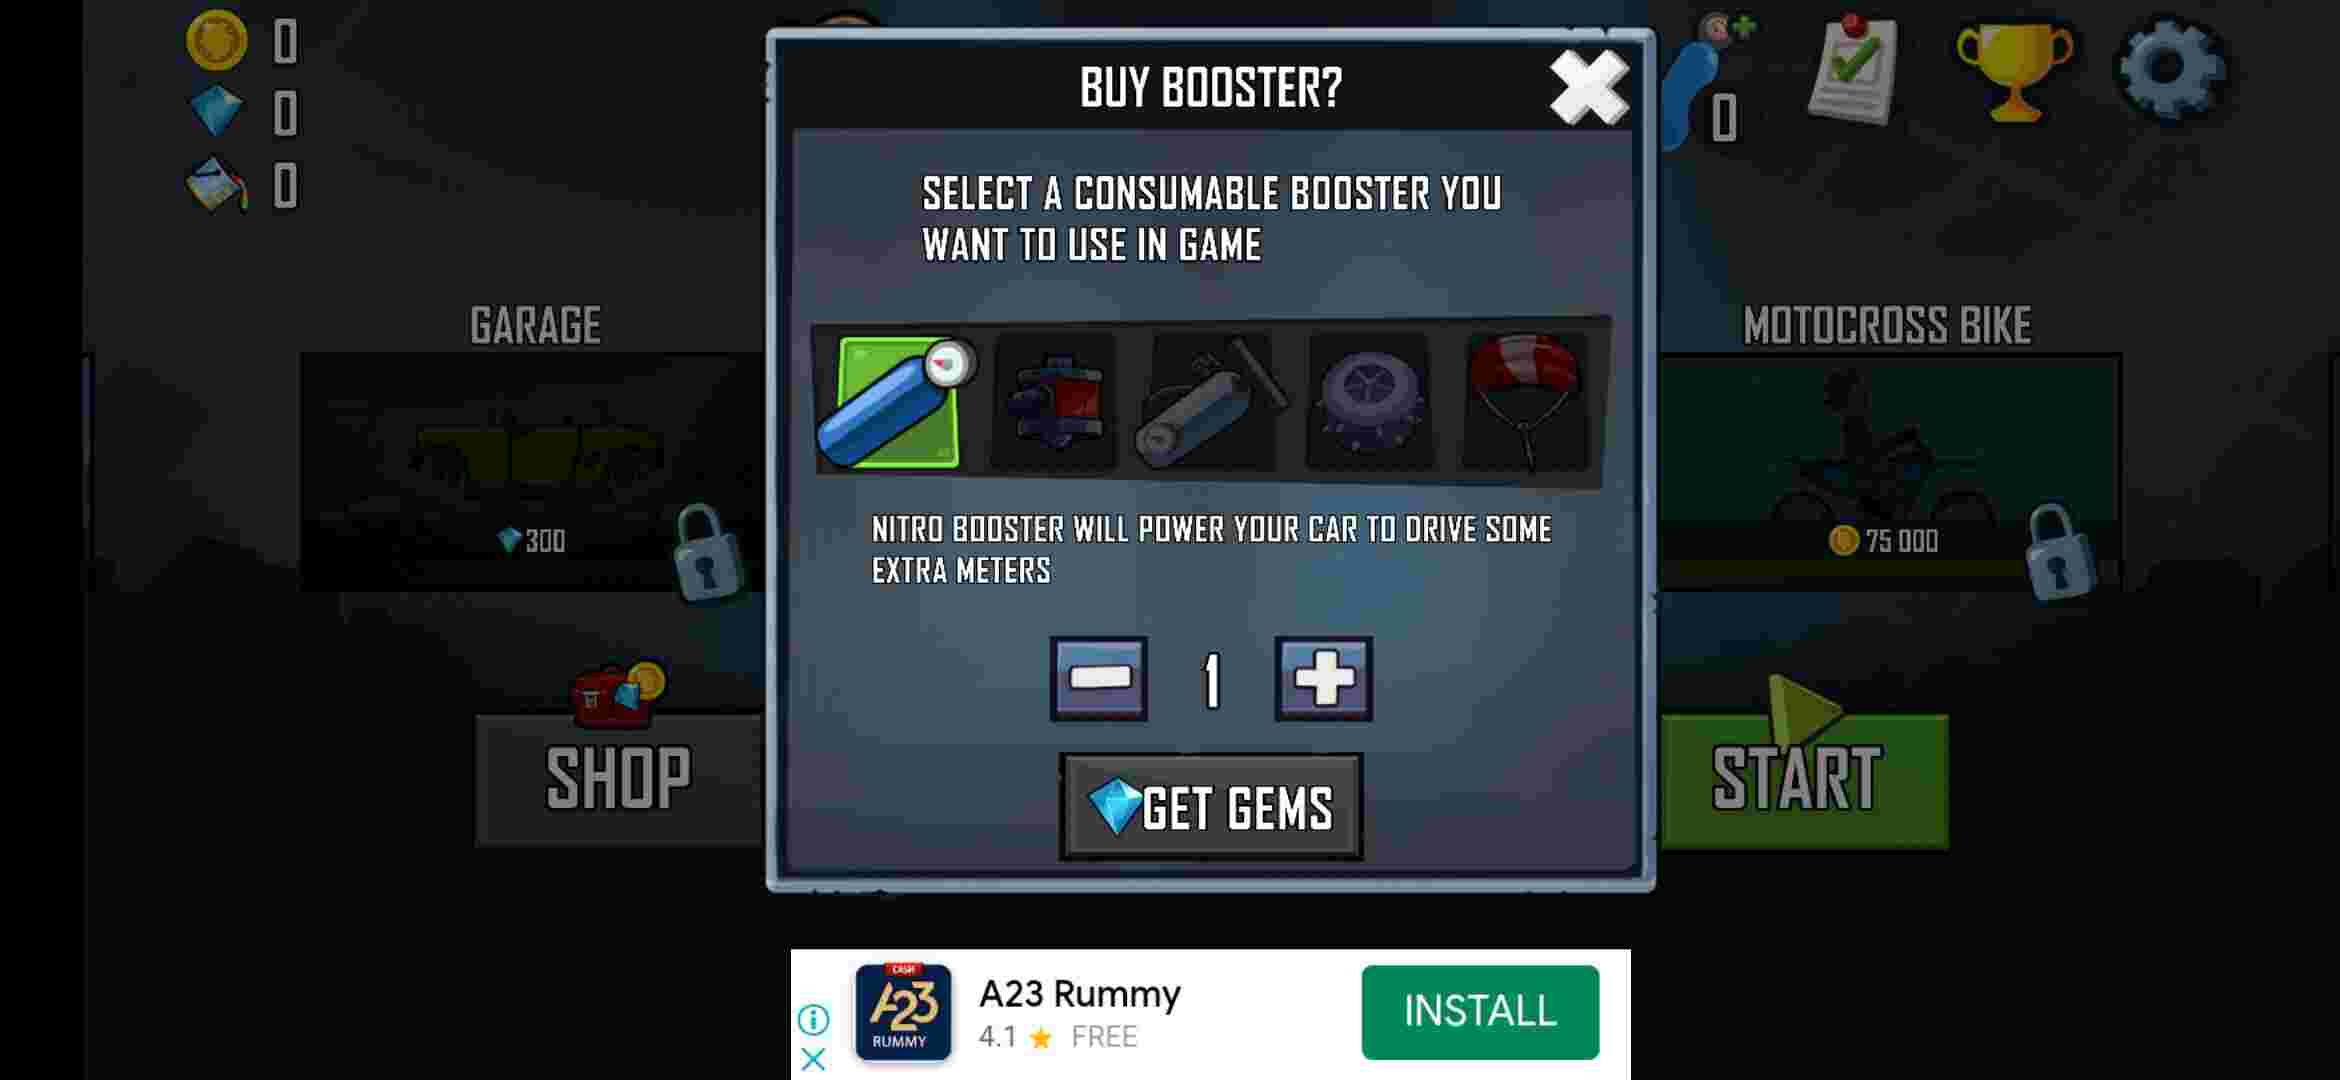 0
0
0
BUY BOOSTER?
0
SELECT A CONSUMABLE BOOSTER YOU
WANT TO USE IN GAME
GARAGE
MOTOCROSS BIKE
300
75 000
NITRO BOOSTER WILL POWER YOUR CAR TO DRIVE SOME
EXTRA METERS
1
SHOP
GET GEMS
START
CASH
A23
RUMMY
A23 Rummy
4.1 ★ FREE
INSTALL